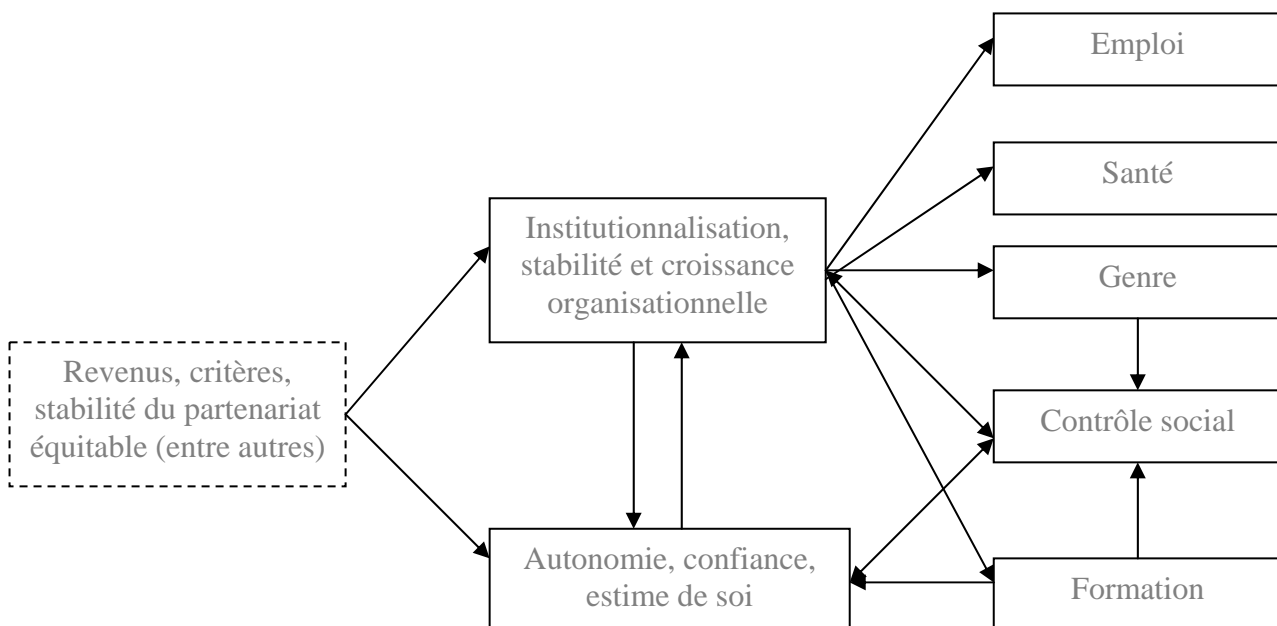 Emploi
Santé
Institutionnalisation,
stabilité et croissance
organisationnelle
Genre
Revenus, critères,
stabilité du partenariat
équitable (entre autres)
Contrôle social
Autonomie, confiance,
estime de soi
Formation